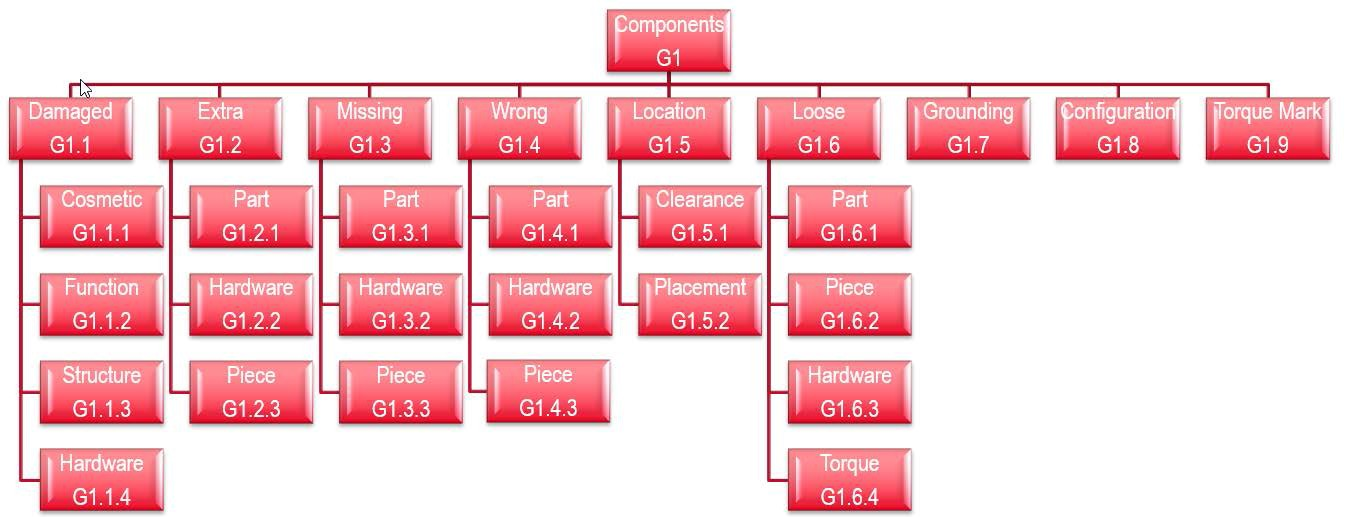 Components
G1
Damaged
G1.1
Extra
G1.2
Missing
G1.3
Wrong
G1.4
Location
G1.5
Loose
G1.6
Grounding
G1.7
Configuration
G1.8
Torque Mark
G1.9
Cosmetic
G1.1.1
Part
G1.2.1
Part
G1.3.1
Part
G1.4.1
Clearance
G1.5.1
Part
G1.6.1
Function
G1.1.2
Hardware
G1.2.2
Hardware
G1.3.2
Hardware
G1.4.2
Placement
G1.5.2
Piece
G1.6.2
Structure
G1.1.3
Piece
G1.2.3
Piece
G1.3.3
Piece
G1.4.3
Hardware
G1.6.3
Hardware
G1.1.4
Torque
G1.6.4